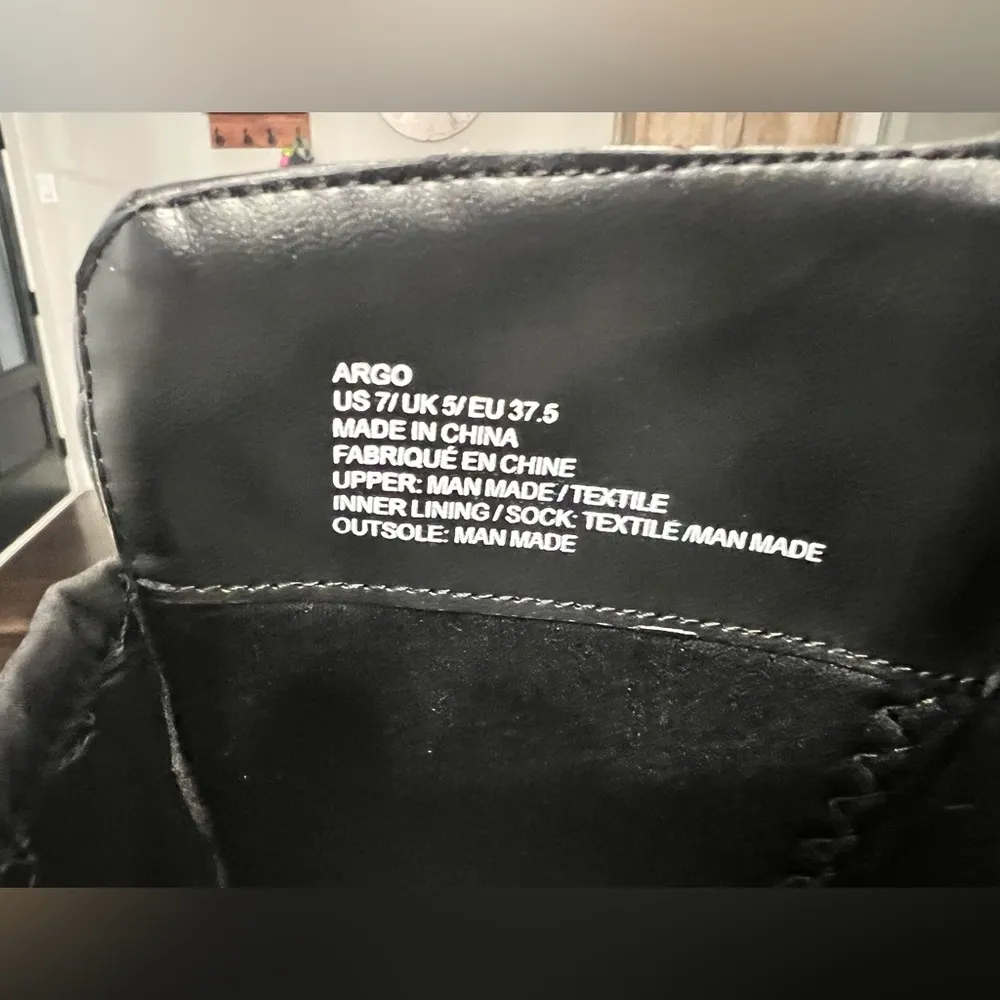 ARGO
US 7/ UK 5/ EU 37.5
MADE IN CHINA
FABRIQUÉ EN CHINE
UPPER: MAN MADE / TEXTILE
INNER LINING / SOCK: TEXTILE /MAN MADE
OUTSOLE: MAN MADE